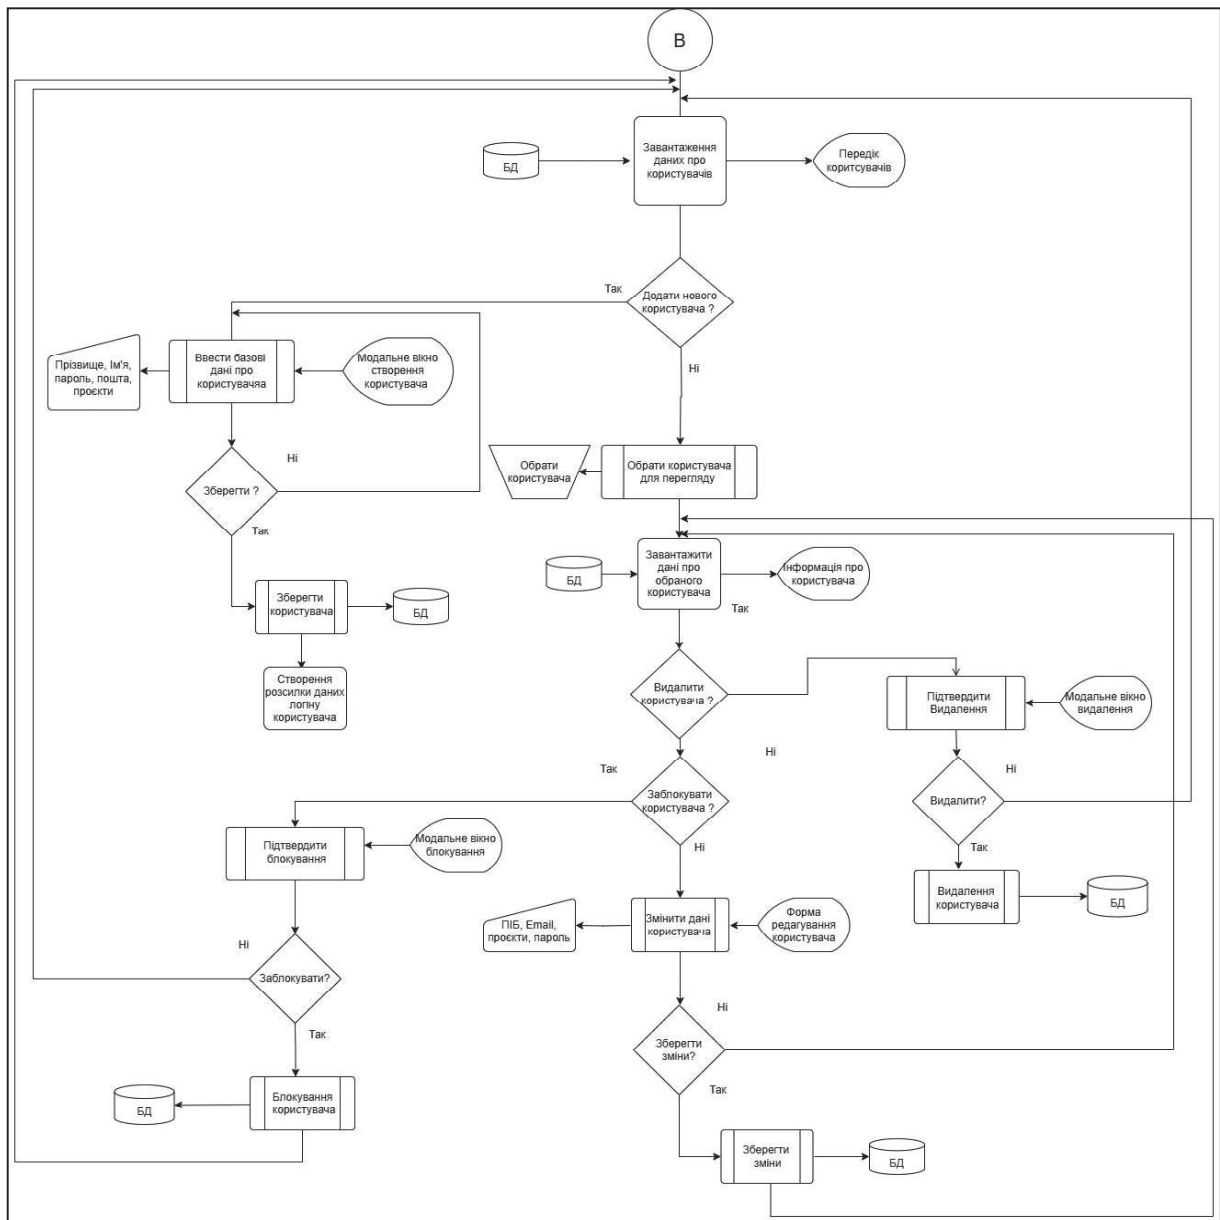 В
Завантаження
даних про
користувачів
БД
Передік
коритсувачів
Так
Додати нового
користувача ?
Ні
Прізвище, Ім'я,
пароль, пошта,
проєкти
Ввести базові
дані про
користувачяа
Модальне вікно
створення
користувача
Ні
Зберегти ?
Так
Обрати
користувача
Обрати користувача
для перегляду
БД
Завантажити
дані про
обраного
користувача
Інформація про
користувача
Так
Зберегти
користувача
БД
Створення
розсилки даних
логіну
користувача
Видалити
користувача ?
Ні
Підтвердити
Видалення
Модальне вікно
видалення
Ні
Видалити?
Так
Видалення
користувача
БД
Так
Заблокувати
користувача ?
Ні
Підтвердити
блокування
Модальне вікно
блокування
ПІБ, Email,
проєкти, пароль
Змінити дані
користувача
Форма
редагування
користувача
Ні
Заблокувати?
Так
Ні
Зберегти
зміни?
Так
БД
Блокування
користувача
Зберегти
зміни
БД